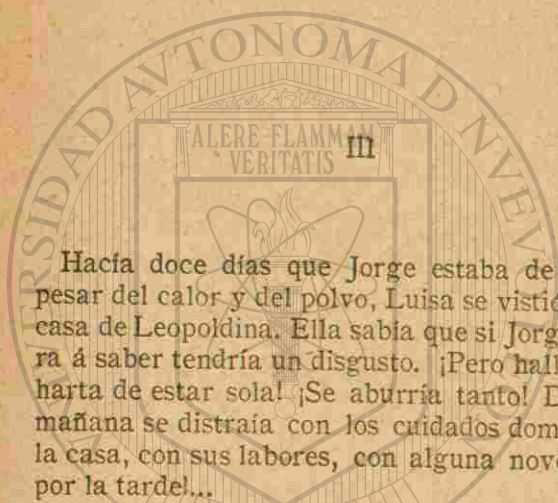 III
Hacía doce días que Jorge estaba de
pesar del calor y del polvo, Luisa se vistió
casa de Leopoldina. Ella sabía que si Jorg
ra á saber tendría un disgusto. ¡Pero hall
harta de estar sola! ¡Se aburría tanto!
mañana se distraía con los cuidados dom
la casa, con sus labores, con alguna nov
por la tarde!...
ALERE FLAMMAM
VERITATIS
AVTONOMA D NVEV
VERSIDAD